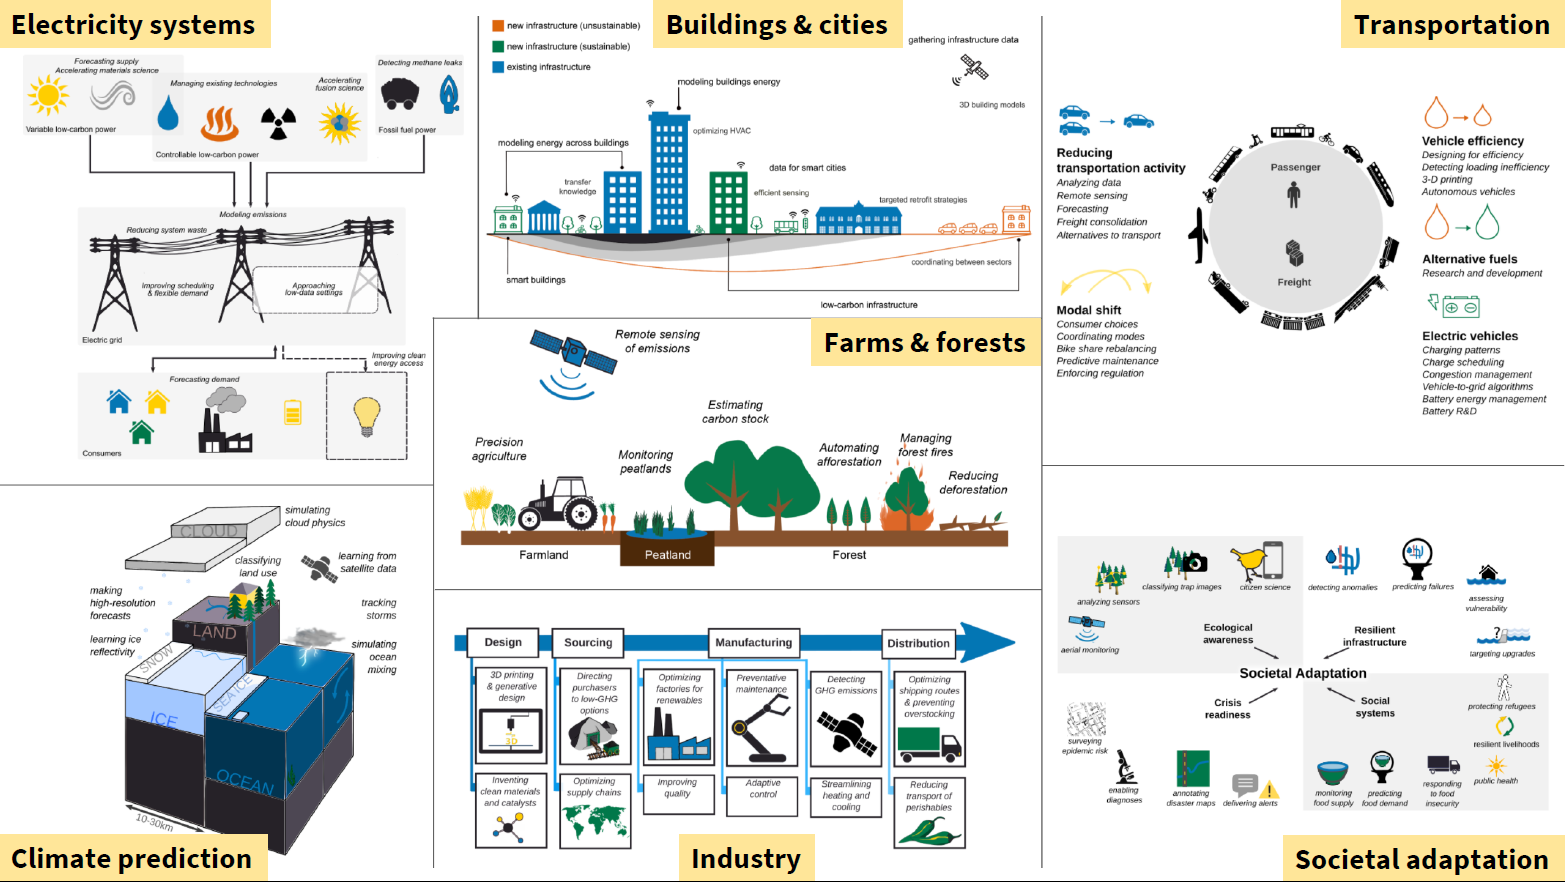 Electricity systems
Forecasting supply
Accelerating materials science
Managing existing technologies
Accelerating
fusion science
Detecting methane leaks
Variable low-carbon power
Controllable low-carbon power
Fossil fuel power
Modeling emissions
Reducing system waste
Improving scheduling
& flexible demand
Approaching
low-data settings
Electric grid
Improving clean
energy access
Forecasting demand
Consumers
Buildings & cities
new infrastructure (unsustainable)
new infrastructure (sustainable)
existing infrastructure
gathering infrastructure data
modeling buildings energy
3D building models
optimizing HVAC
modeling energy across buildings
data for smart cities
transfer
knowledge
efficient sensing
targeted retrofit strategies
coordinating between sectors
smart buildings
low-carbon infrastructure
Transportation
Reducing
transportation activity
Analyzing data
Remote sensing
Forecasting
Freight consolidation
Alternatives to transport
Modal shift
Consumer choices
Coordinating modes
Bike share rebalancing
Predictive maintenance
Enforcing regulation
Passenger
Freight
Vehicle efficiency
Designing for efficiency
Detecting loading inefficiency
3-D printing
Autonomous vehicles
Alternative fuels
Research and development
Electric vehicles
Charging patterns
Charge scheduling
Congestion management
Vehicle-to-grid algorithms
Battery energy management
Battery R&D
Farms & forests
Remote sensing
of emissions
Estimating
carbon stock
Precision
agriculture
Monitoring
peatlands
Automating
afforestation
Managing
forest fires
Reducing
deforestation
Farmland
Peatland
Forest
Climate prediction
simulating
cloud physics
CLOUD
classifying
land use
learning from
satellite data
making
high-resolution
forecasts
tracking
storms
learning ice
reflectivity
LAND
simulating
ocean
mixing
SNOW
SEA ICE
ICE
OCEAN
10-30km
Industry
Design
Sourcing
Manufacturing
Distribution
3D printing
& generative
design
3D
Directing
purchasers
to low-GHG
options
Optimizing
factories for
renewables
Preventative
maintenance
Detecting
GHG emissions
Optimizing
shipping routes
& preventing
overstocking
Inventing
clean materials
and catalysts
Optimizing
supply chains
Improving
quality
Adaptive
control
Streamlining
heating and
cooling
Reducing
transport of
perishables
Societal adaptation
analyzing sensors
classifying trap images
citizen science
detecting anomalies
predicting failures
assessing
vulnerability
aerial monitoring
Ecological
awareness
Resilient
infrastructure
?
targeting upgrades
Societal Adaptation
Crisis
readiness
Social
systems
protecting refugees
surveying
epidemic risk
resilient livelihoods
enabling
diagnoses
annotating
disaster maps
delivering alerts
monitoring
food supply
predicting
food demand
responding
to food
insecurity
public health